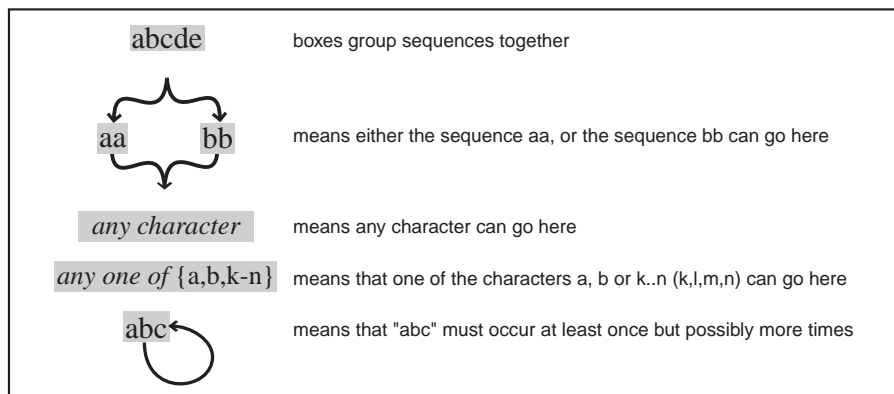 abcde boxes group sequences together
aa bb means either the sequence aa, or the sequence bb can go here
any character means any character can go here
any one of {a,b,k-n} means that one of the characters a, b or k..n (k,l,m,n) can go here
abc means that "abc" must occur at least once but possibly more times